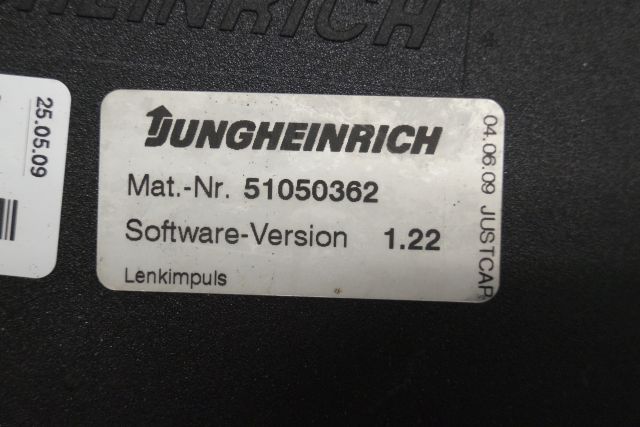 JUNGHEINRICH
25.05.09
JUNGHEINRICH
Mat.-Nr. 51050362
Software-Version 1.22
Lenkimpuls
04.06.09 JUSTCAP